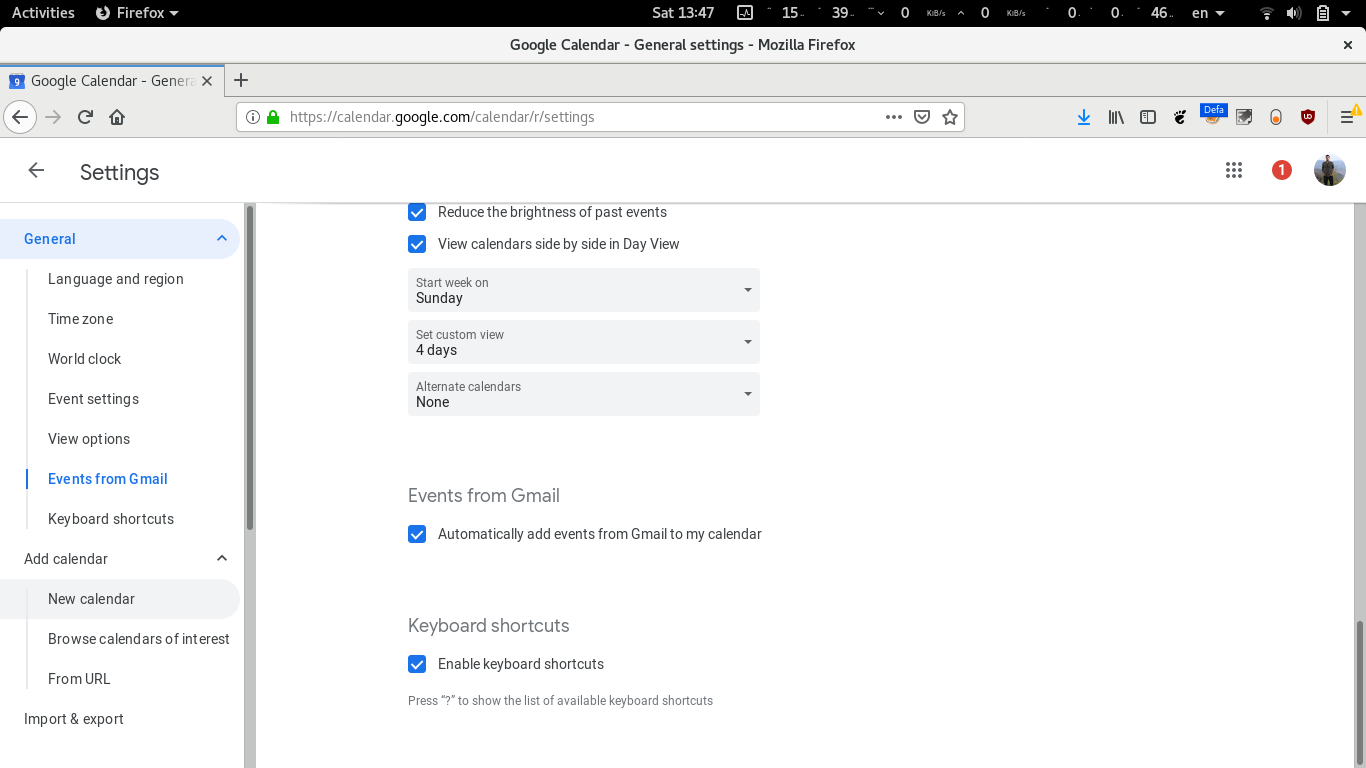 Activities Firefox Sat 13:47 15.. 39.. 0 KiB/s 0 KiB/s 0. 0. 46.. en
Google Calendar - General settings - Mozilla Firefox
Google Calendar - Genera
https://calendar.google.com/calendar/r/settings
Defa
Settings
1
General
Language and region
Time zone
World clock
Event settings
View options
Events from Gmail
Keyboard shortcuts
Add calendar
New calendar
Browse calendars of interest
From URL
Import & export
Reduce the brightness of past events
View calendars side by side in Day View
Start week on
Sunday
Set custom view
4 days
Alternate calendars
None
Events from Gmail
Automatically add events from Gmail to my calendar
Keyboard shortcuts
Enable keyboard shortcuts
Press “?” to show the list of available keyboard shortcuts